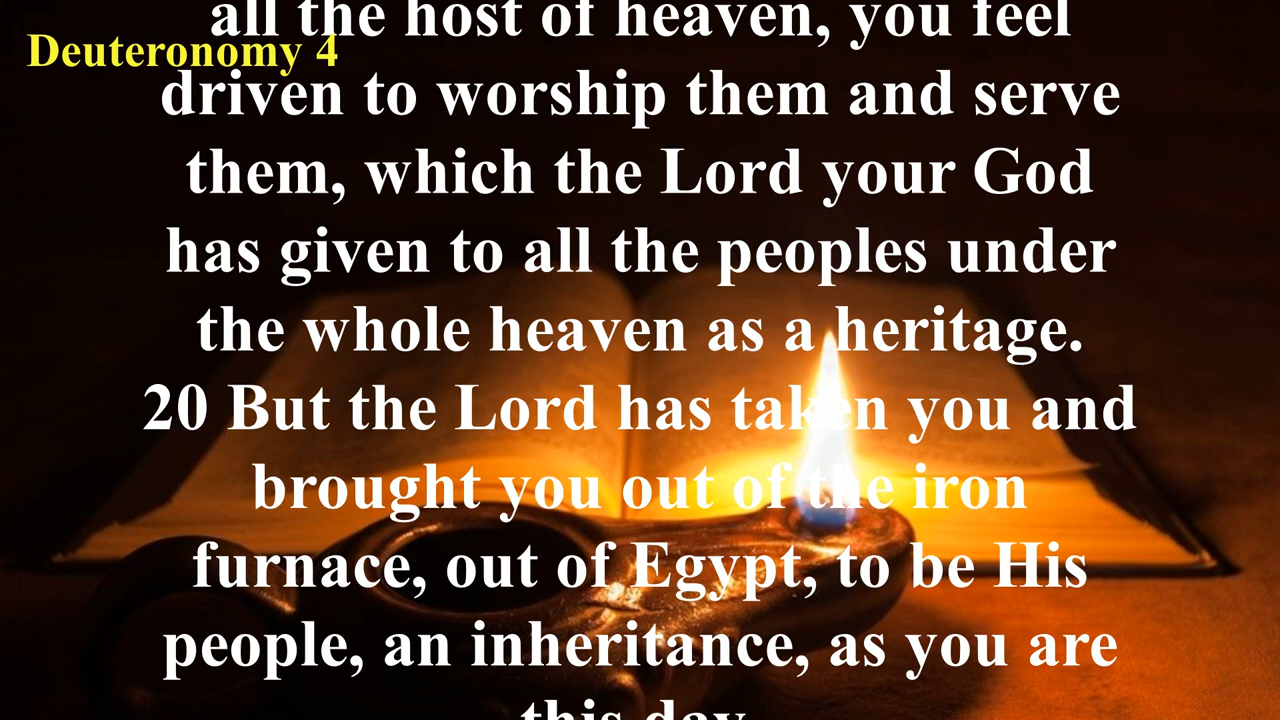 all the host of heaven, you feel
Deuteronomy 4
driven to worship them and serve
them, which the Lord your God
has given to all the peoples under
the whole heaven as a heritage.
20 But the Lord has taken you and
brought you out of the iron
furnace, out of Egypt, to be His
people, an inheritance, as you are
this day.